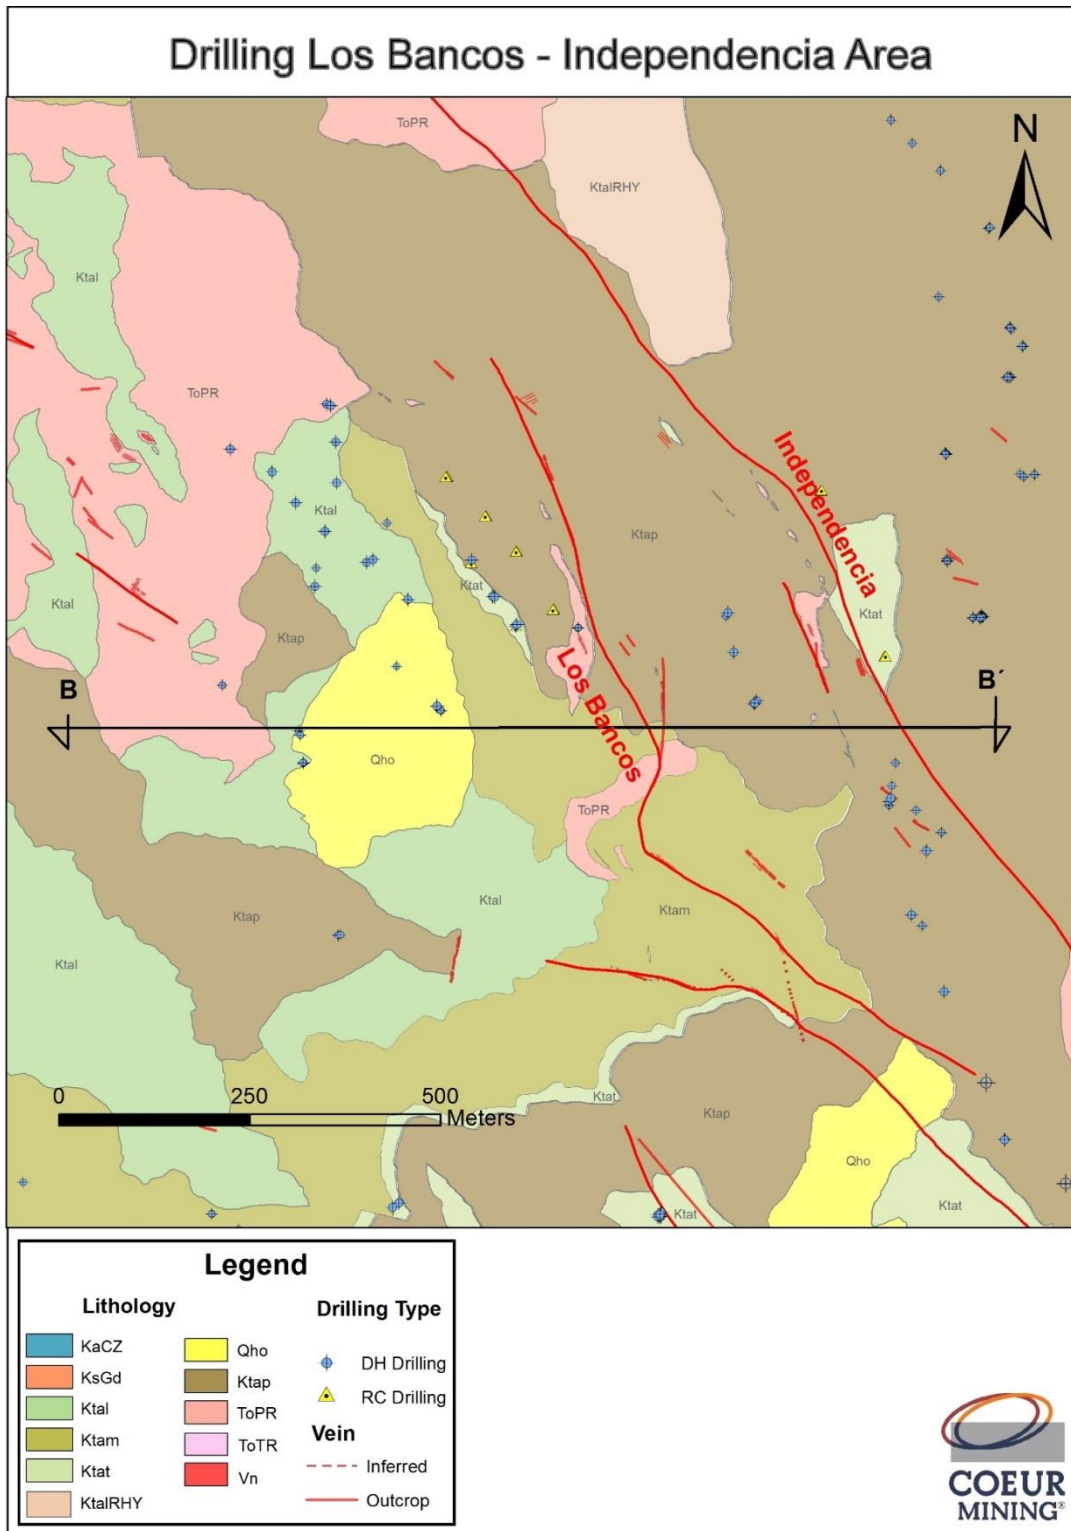 Drilling Los Bancos - Independencia Area
ToPR
N
KtalRHY
Ktal
ToPR
Independencia
Ktal
Ktap
Ktat
Ktal
Ktat
Ktap
Los Bancos
B
B´
Qho
ToPR
Ktal
Ktam
Ktap
Ktal
0 250 500
Meters
Ktat
Ktap
Qho
Ktat
Ktat
Legend
Lithology
KaCZ
KsGd
Ktal
Ktam
Ktat
KtalRHY
Qho
Ktap
ToPR
ToTR
Vn
Drilling Type
DH Drilling
RC Drilling
Vein
Inferred
Outcrop
COEUR
MINING®